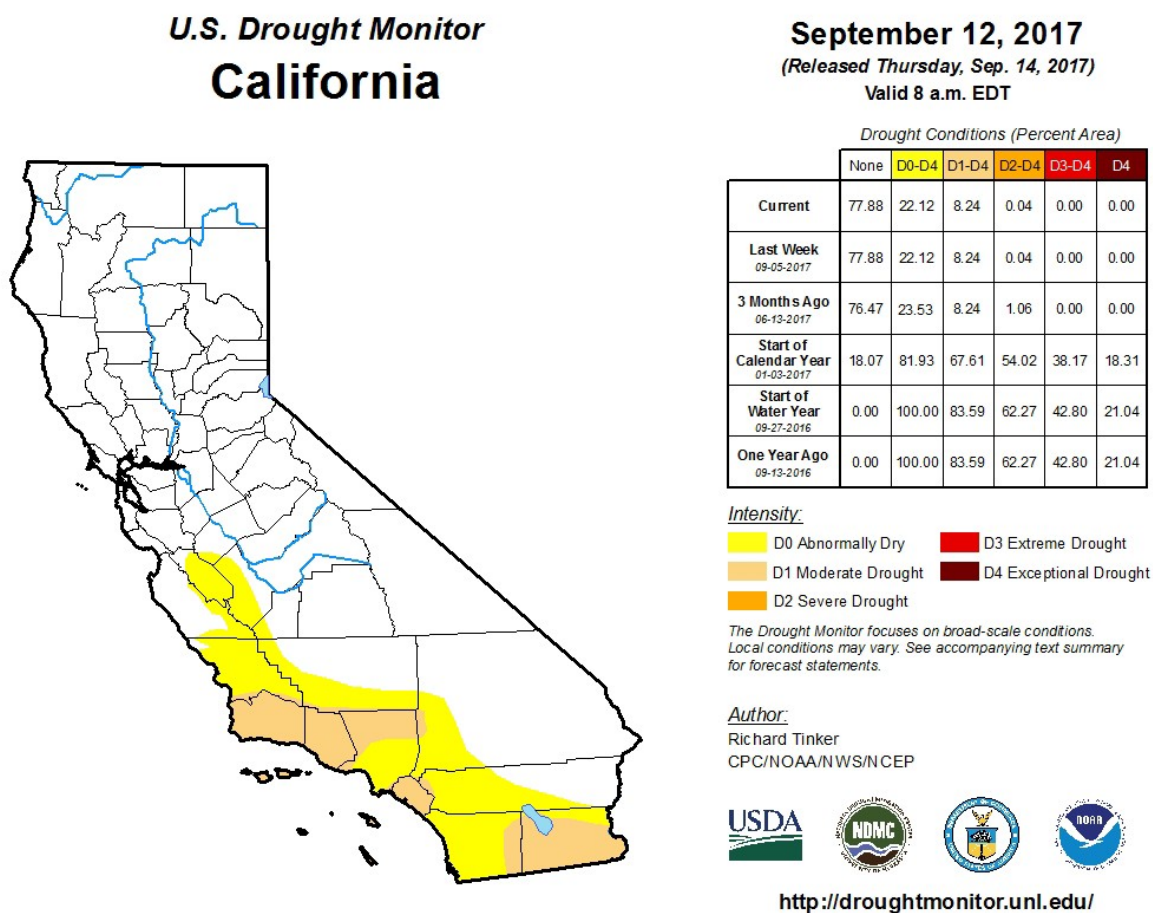 U.S. Drought Monitor
California
September 12, 2017
(Released Thursday, Sep. 14, 2017)
Valid 8 a.m. EDT
Drought Conditions (Percent Area)
None D0-D4 D1-D4 D2-D4 D3-D4 D4
Current 77.88 22.12 8.24 0.04 0.00 0.00
Last Week
09-05-2017
77.88 22.12 8.24 0.04 0.00 0.00
3 Months Ago
06-13-2017
76.47 23.53 8.24 1.06 0.00 0.00
Start of
Calendar Year
01-03-2017
18.07 81.93 67.61 54.02 38.17 18.31
Start of
Water Year
09-27-2016
0.00 100.00 83.59 62.27 42.80 21.04
One Year Ago
09-13-2016
0.00 100.00 83.59 62.27 42.80 21.04
Intensity:
D0 Abnormally Dry
D1 Moderate Drought
D2 Severe Drought
D3 Extreme Drought
D4 Exceptional Drought
The Drought Monitor focuses on broad-scale conditions.
Local conditions may vary. See accompanying text summary
for forecast statements.
Author:
Richard Tinker
CPC/NOAA/NWS/NCEP
USDA
NDMC
NOAA
http://droughtmonitor.unl.edu/